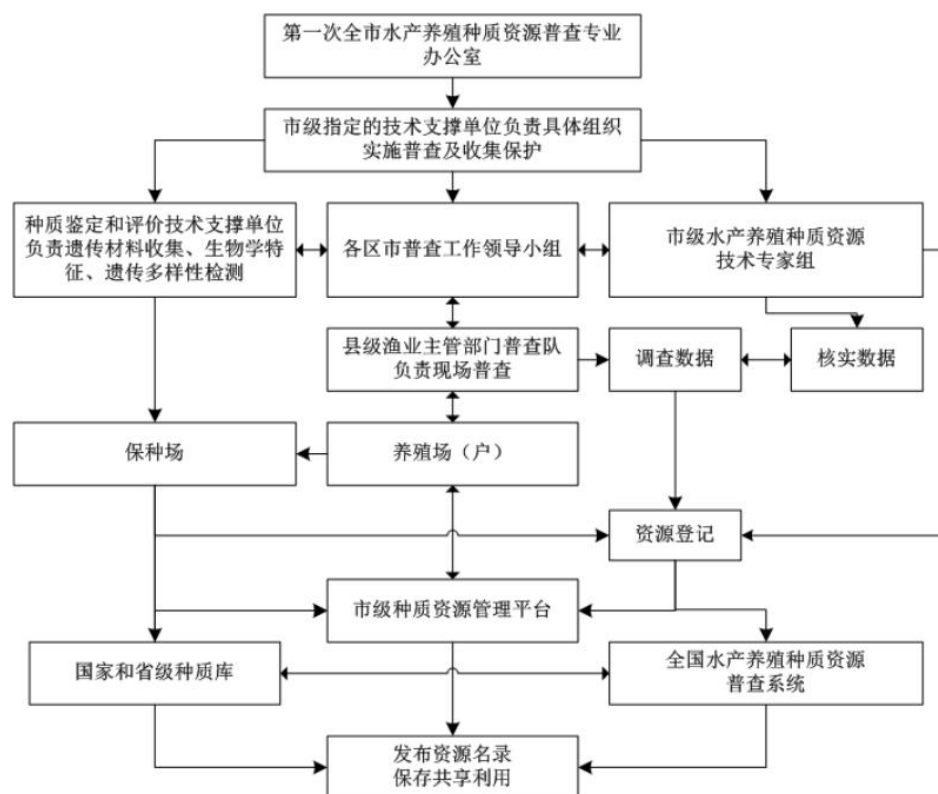 第一次全市水产养殖种质资源普查专业
办公室
市级指定的技术支撑单位负责具体组织
实施普查及收集保护
种质鉴定和评价技术支撑单位
负责遗传材料收集、生物学特
征、遗传多样性检测
各区市普查工作领导小组
市级水产养殖种质资源
技术专家组
县级渔业主管部门普查队
负责现场普查
调查数据
核实数据
保种场
养殖场（户）
资源登记
市级种质资源管理平台
国家和省级种质库
全国水产养殖种质资源
普查系统
发布资源名录
保存共享利用